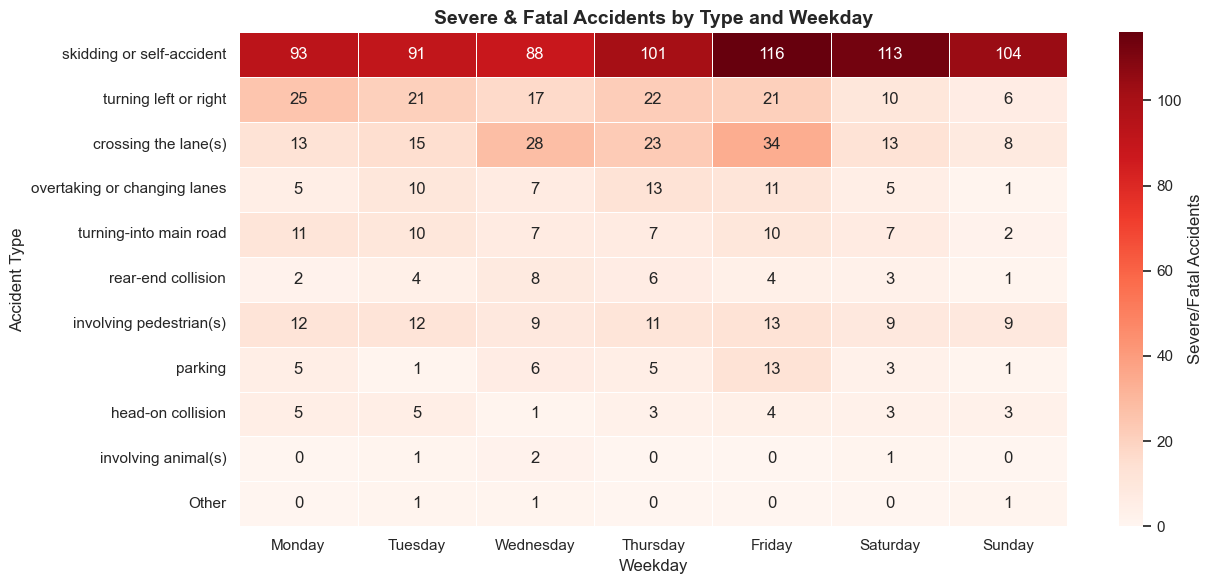 Severe & Fatal Accidents by Type and Weekday
Accident Type
skidding or self-accident 93 91 88 101 116 113 104
turning left or right 25 21 17 22 21 10 6
crossing the lane(s) 13 15 28 23 34 13 8
overtaking or changing lanes 5 10 7 13 11 5 1
turning-into main road 11 10 7 7 10 7 2
rear-end collision 2 4 8 6 4 3 1
involving pedestrian(s) 12 12 9 11 13 9 9
parking 5 1 6 5 13 3 1
head-on collision 5 5 1 3 4 3 3
involving animal(s) 0 1 2 0 0 1 0
Other 0 1 1 0 0 0 1
Monday Tuesday Wednesday Thursday Friday Saturday Sunday
Weekday
100
80
60
40
20
0
Severe/Fatal Accidents